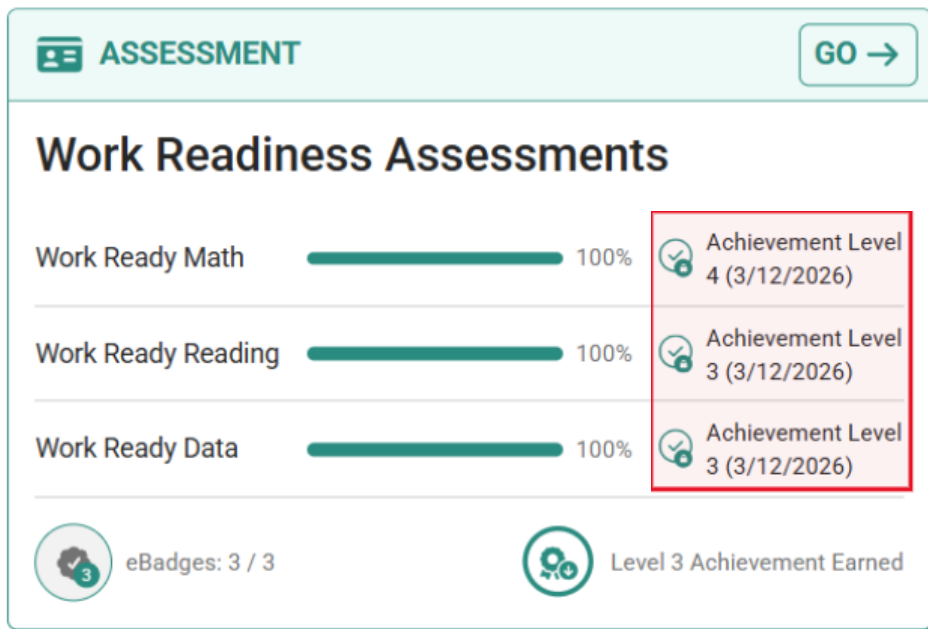 ASSESSMENT
GO →
Work Readiness Assessments
Work Ready Math 100% Achievement Level
4 (3/12/2026)
Work Ready Reading 100% Achievement Level
3 (3/12/2026)
Work Ready Data 100% Achievement Level
3 (3/12/2026)
3 eBadges: 3 / 3
Level 3 Achievement Earned